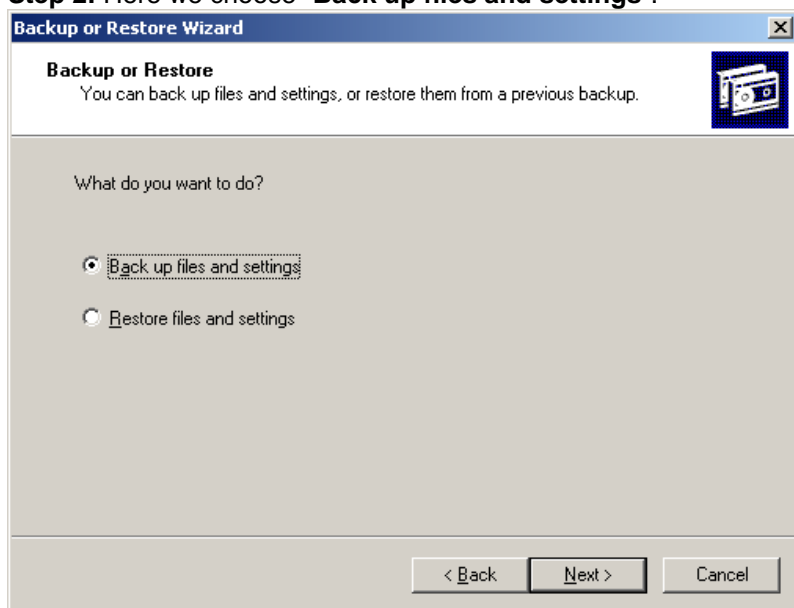 Step 2: Here we choose "Back up files and settings".
Backup or Restore Wizard
Backup or Restore
You can back up files and settings, or restore them from a previous backup.
What do you want to do?
Back up files and settings
Restore files and settings
< Back
Next >
Cancel